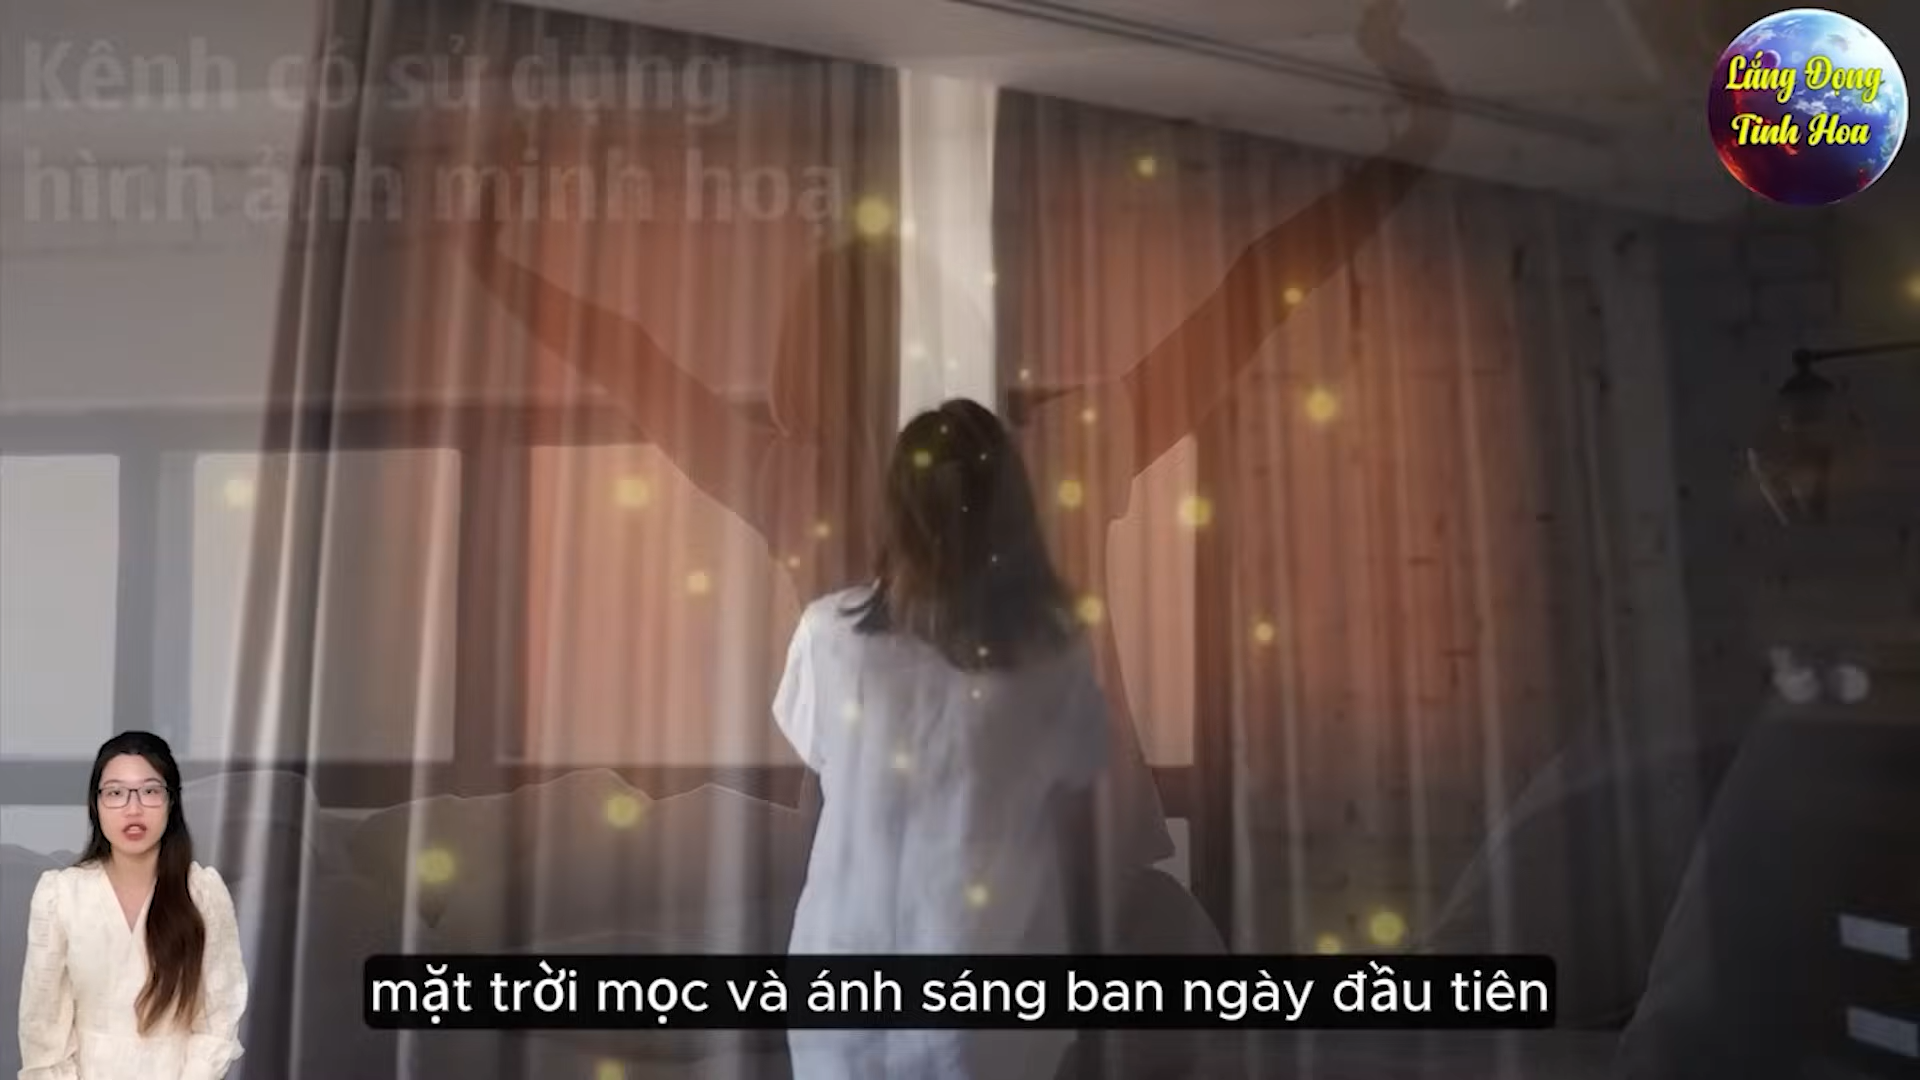 Kênh có sử dụng
hình ảnh minh hoạ
Lắng Đọng
Tinh Hoa
mặt trời mọc và ánh sáng ban ngày đầu tiên